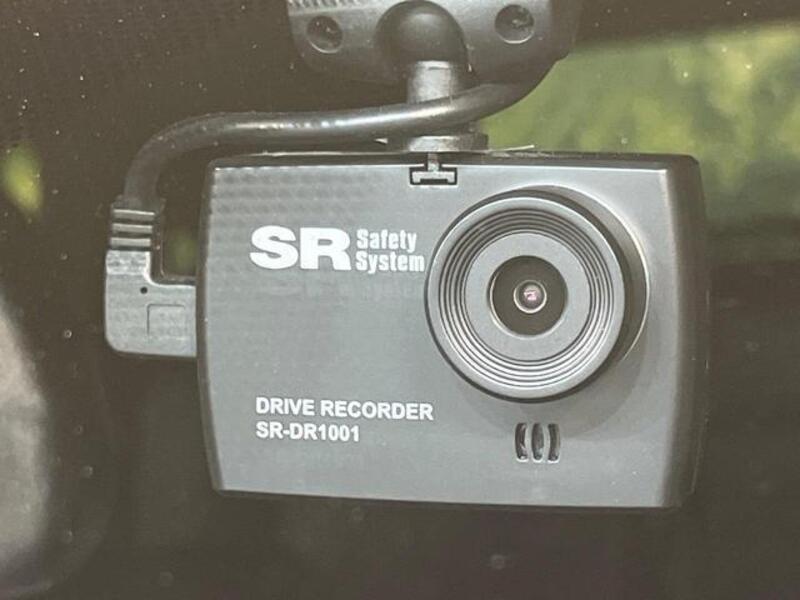 SR Safety
System
DRIVE RECORDER
SR-DR1001